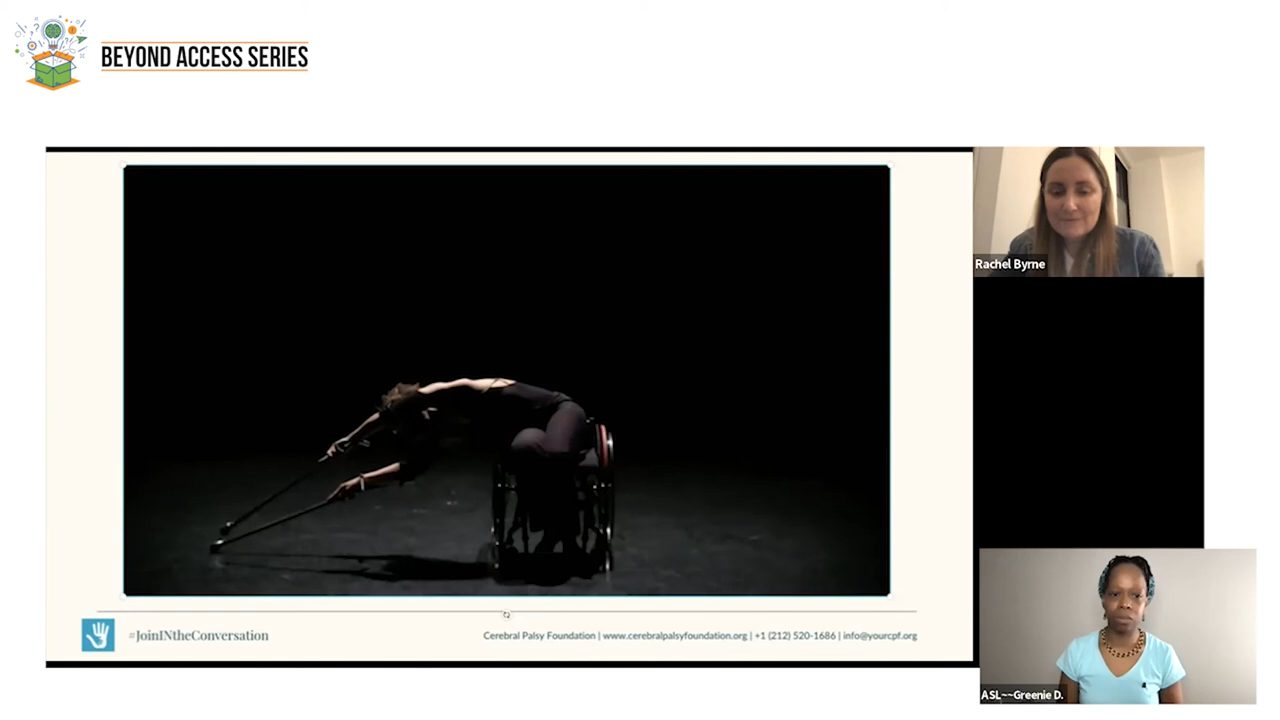 BEYOND ACCESS SERIES
Rachel Byrne
#JoinINtheConversation
Cerebral Palsy Foundation | www.cerebralpalsyfoundation.org | +1 (212) 520-1686 | info@yourcpf.org
ASL~~Greenie D.